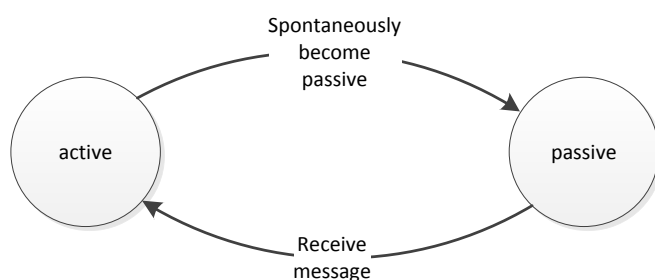 Spontaneously
become
passive
active
passive
Receive
message